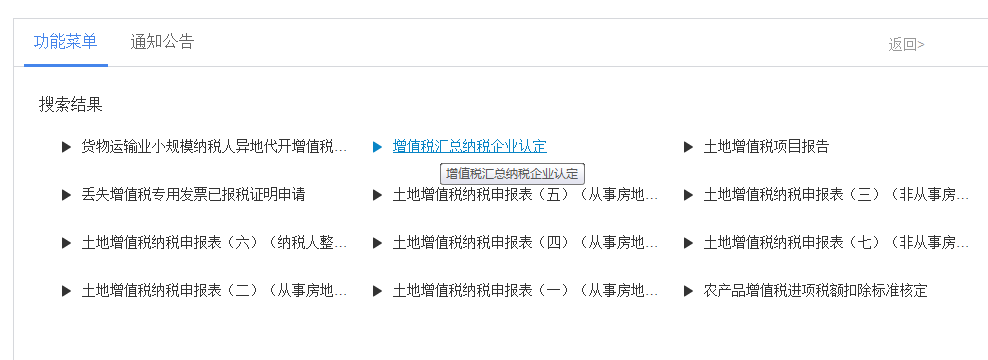 功能菜单 通知公告 返回>
搜索结果
▶ 货物运输业小规模纳税人异地代开增值税... ▶ 增值税汇总纳税企业认定 ▶ 土地增值税项目报告
增值税汇总纳税企业认定
▶ 丢失增值税专用发票已报税证明申请 ▶ 土地增值税纳税申报表（五）（从事房地... ▶ 土地增值税纳税申报表（三）（非从事房...
▶ 土地增值税纳税申报表（六）（纳税人整... ▶ 土地增值税纳税申报表（四）（从事房地... ▶ 土地增值税纳税申报表（七）（非从事房...
▶ 土地增值税纳税申报表（二）（从事房地... ▶ 土地增值税纳税申报表（一）（从事房地... ▶ 农产品增值税进项税额扣除标准核定